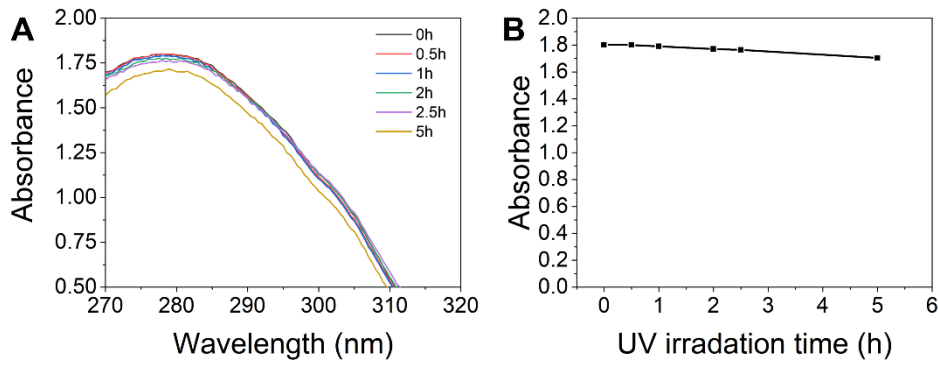 A
Absorbance
2.00
1.75
1.50
1.25
1.00
0.75
0.50
270 280 290 300 310 320
Wavelength (nm)
0h
0.5h
1h
2h
2.5h
5h
B
Absorbance
2.0
1.8
1.6
1.4
1.2
1.0
0.8
0.6
0.4
0.2
0.0
0 1 2 3 4 5 6
UV irradation time (h)